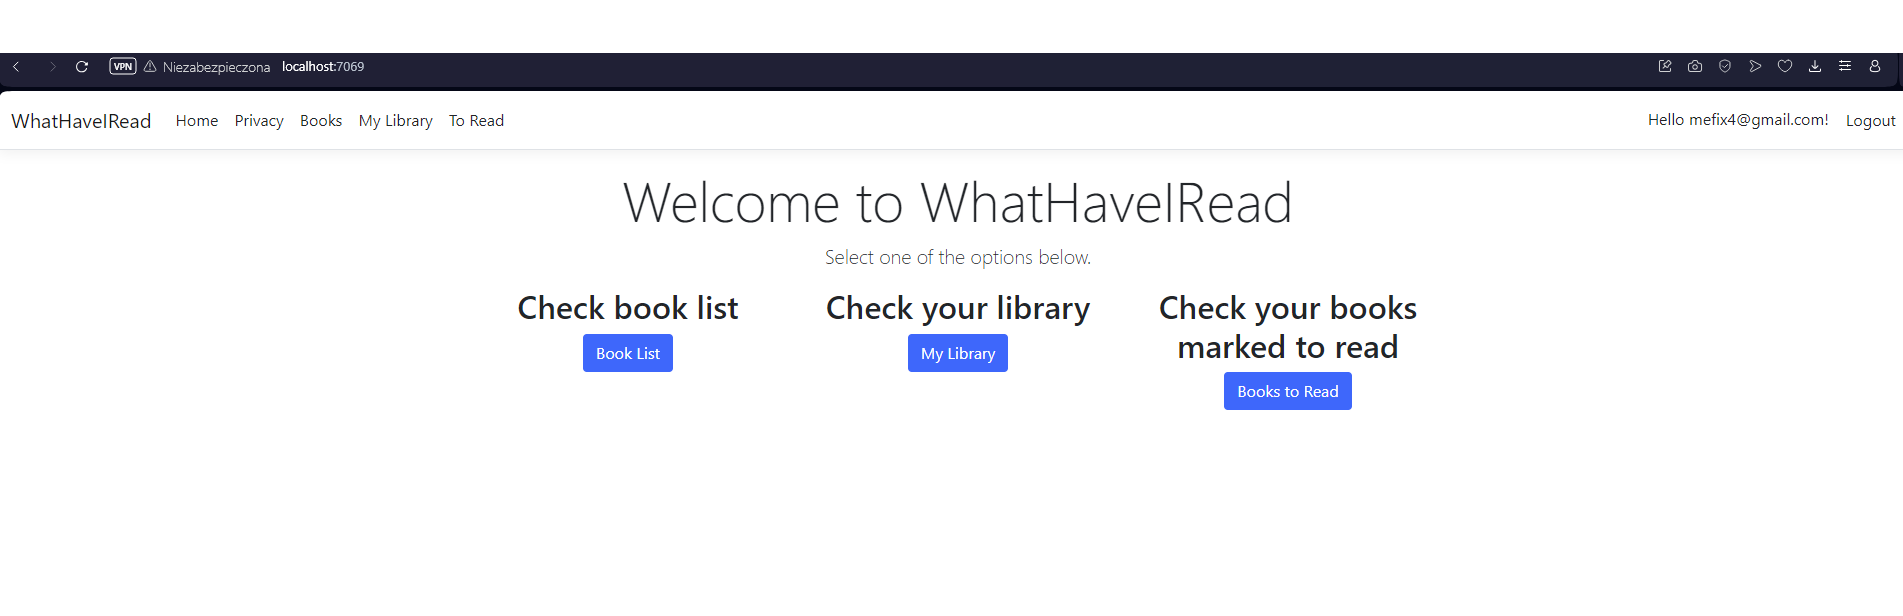 VPN Niezabezpieczona localhost:7069
WhatHaveIRead Home Privacy Books My Library To Read Hello mefix4@gmail.com! Logout
Welcome to WhatHaveIRead
Select one of the options below.
Check book list Check your library Check your books
marked to read
Book List My Library
Books to Read